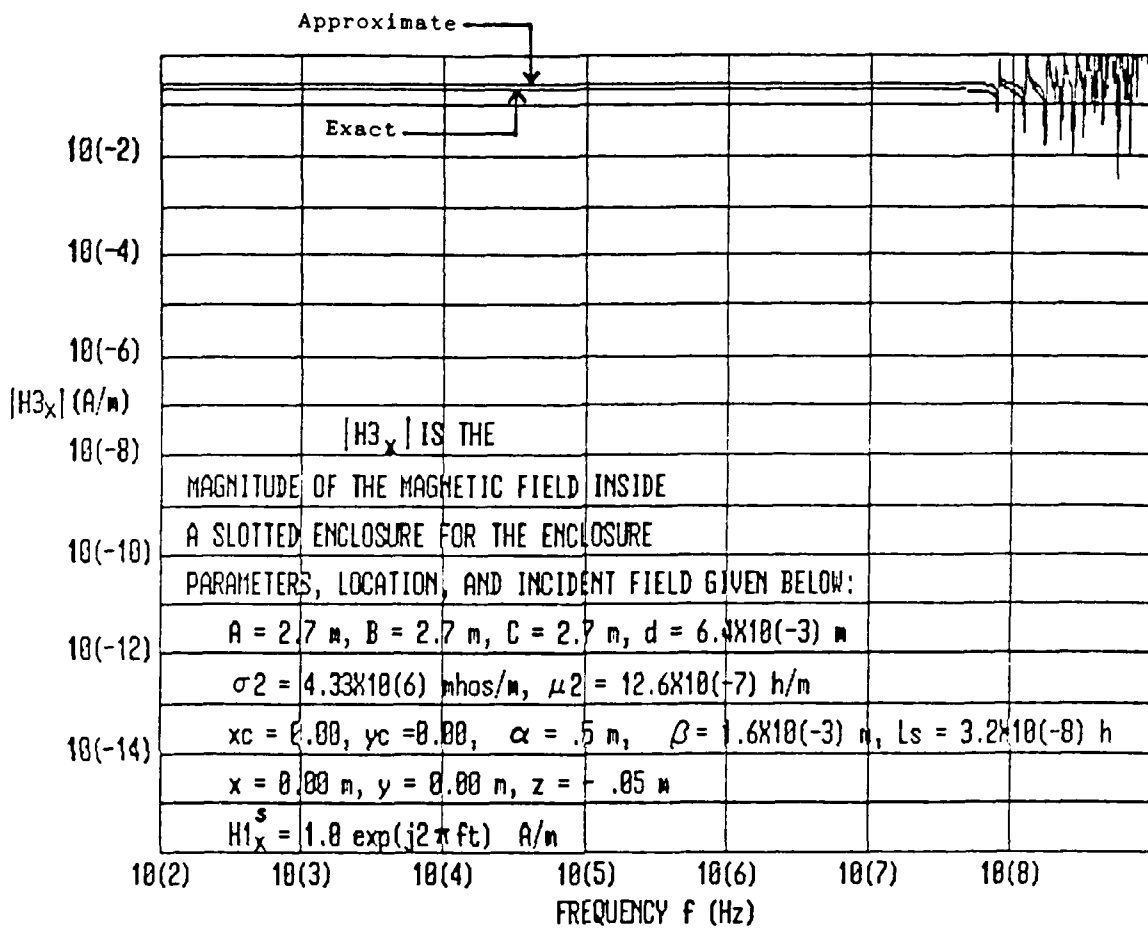 Approximate
Exact
10(-2)
10(-4)
10(-6)
|H3x| (A/m)
10(-8)
|H3x| IS THE
MAGNITUDE OF THE MAGNETIC FIELD INSIDE
A SLOTTED ENCLOSURE FOR THE ENCLOSURE
10(-10)
PARAMETERS, LOCATION, AND INCIDENT FIELD GIVEN BELOW:
A = 2.7 m, B = 2.7 m, C = 2.7 m, d = 6.4X10(-3) m
10(-12)
σ2 = 4.33X10(6) mhos/m, μ2 = 12.6X10(-7) h/m
xc = 0.00, yc =0.00, α = .5 m, β = 1.6X10(-3) m, Ls = 3.2X10(-8) h
10(-14)
x = 0.00 m, y = 0.00 m, z = - .05 m
H1xˢ = 1.0 exp(j2πft) A/m
10(2) 10(3) 10(4) 10(5) 10(6) 10(7) 10(8)
FREQUENCY f (Hz)